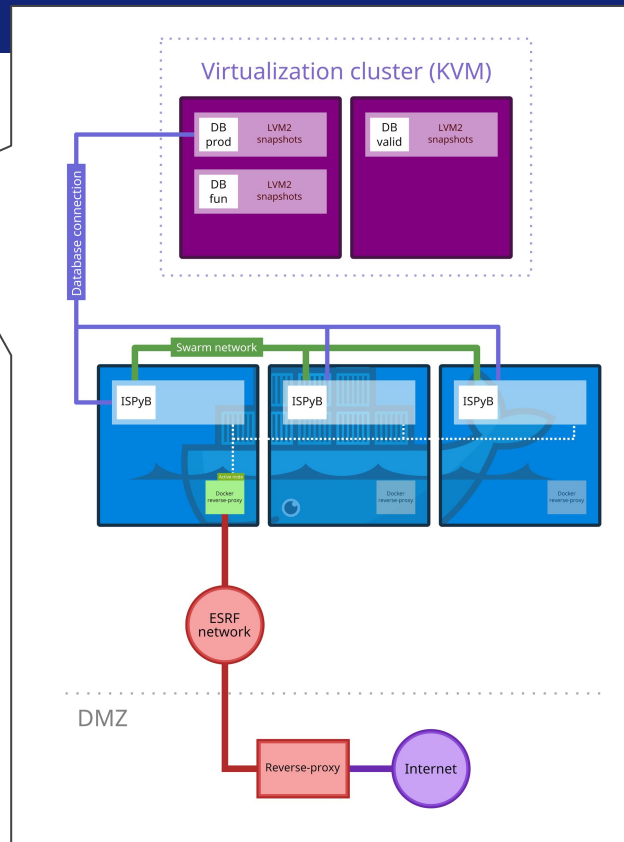 Virtualization cluster (KVM)
DB
prod
LVM2
snapshots
DB
fun
LVM2
snapshots
DB
valid
LVM2
snapshots
Database connection
Swarm network
ISPyB
ISPyB
ISPyB
Active node
Docker
reverse-proxy
Docker
reverse-proxy
Docker
reverse-proxy
ESRF
network
DMZ
Reverse-proxy
Internet